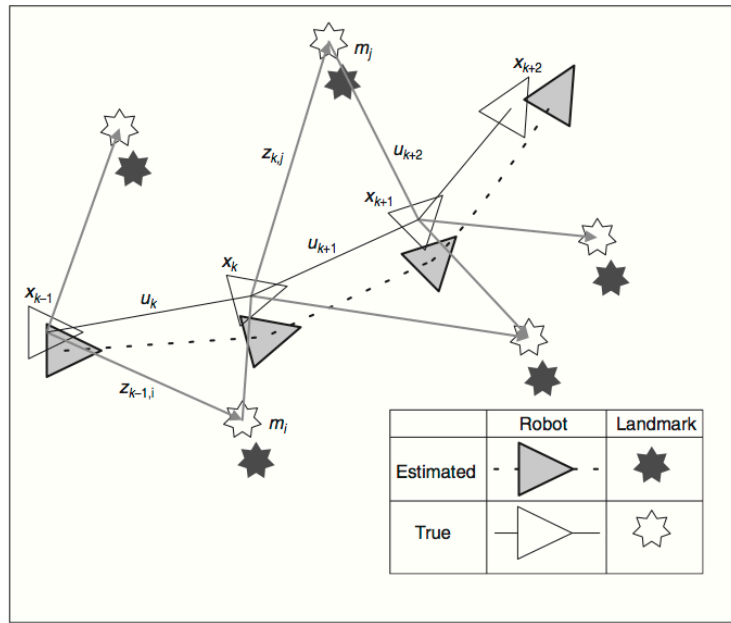 m_j
x_{k+2}
z_{k,j}
u_{k+2}
x_{k+1}
u_{k+1}
x_k
x_{k−1}
u_k
z_{k−1,i}
m_i
Robot Landmark
Estimated
True